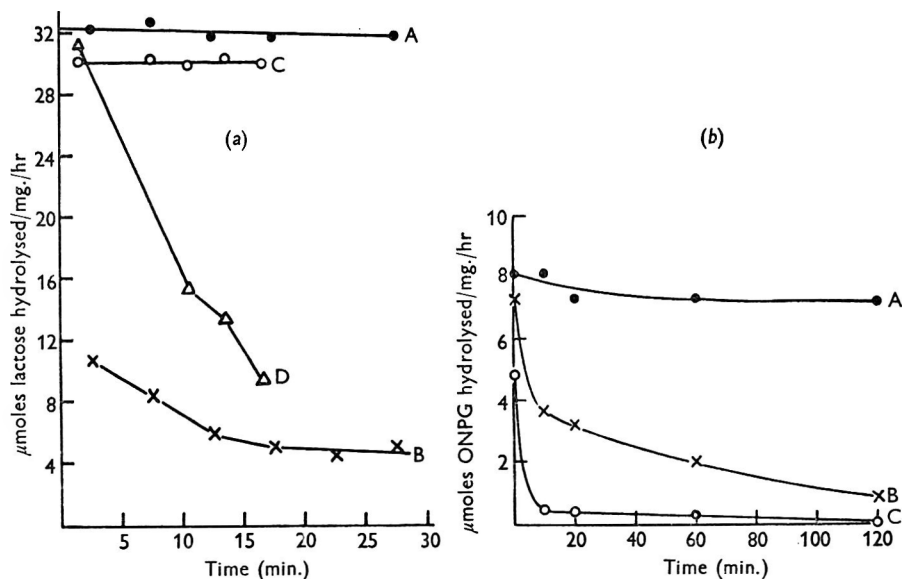 (a)
μmoles lactose hydrolysed/mg./hr
32
28
24
20
16
12
8
4
5
10
15
20
25
30
Time (min.)
A
C
D
B
(b)
μmoles ONPG hydrolysed/mg./hr
10
8
6
4
2
20
40
60
80
100
120
Time (min.)
A
B
C